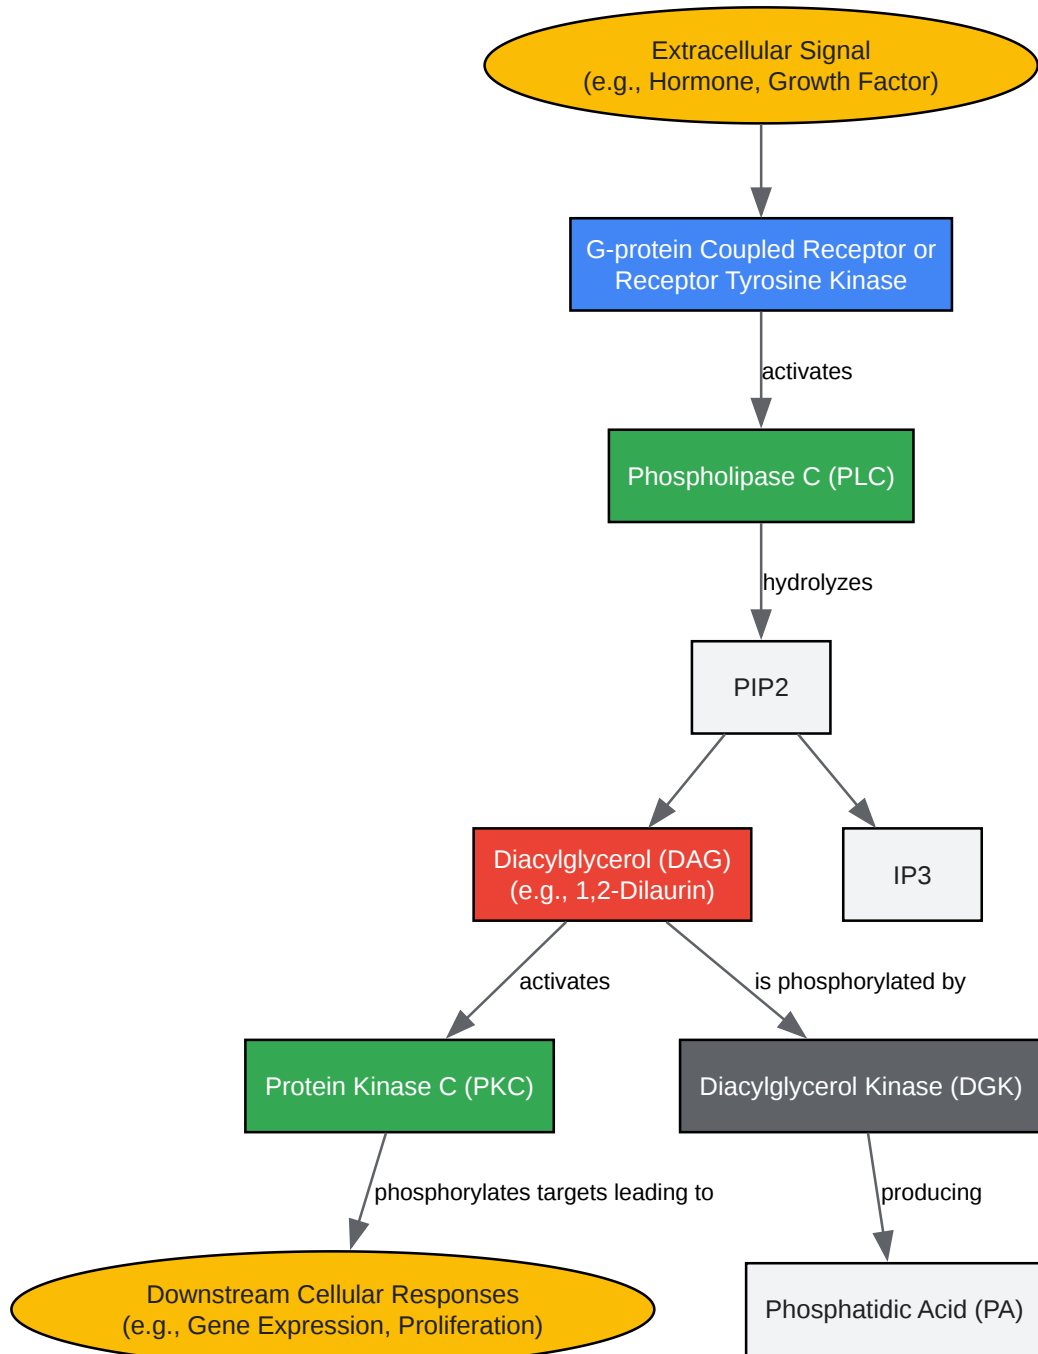 Extracellular Signal
(e.g., Hormone, Growth Factor)
G-protein Coupled Receptor or
Receptor Tyrosine Kinase
activates
Phospholipase C (PLC)
hydrolyzes
PIP2
Diacylglycerol (DAG)
(e.g., 1,2-Dilaurin)
IP3
activates
is phosphorylated by
Protein Kinase C (PKC)
Diacylglycerol Kinase (DGK)
phosphorylates targets leading to
producing
Downstream Cellular Responses
(e.g., Gene Expression, Proliferation)
Phosphatidic Acid (PA)